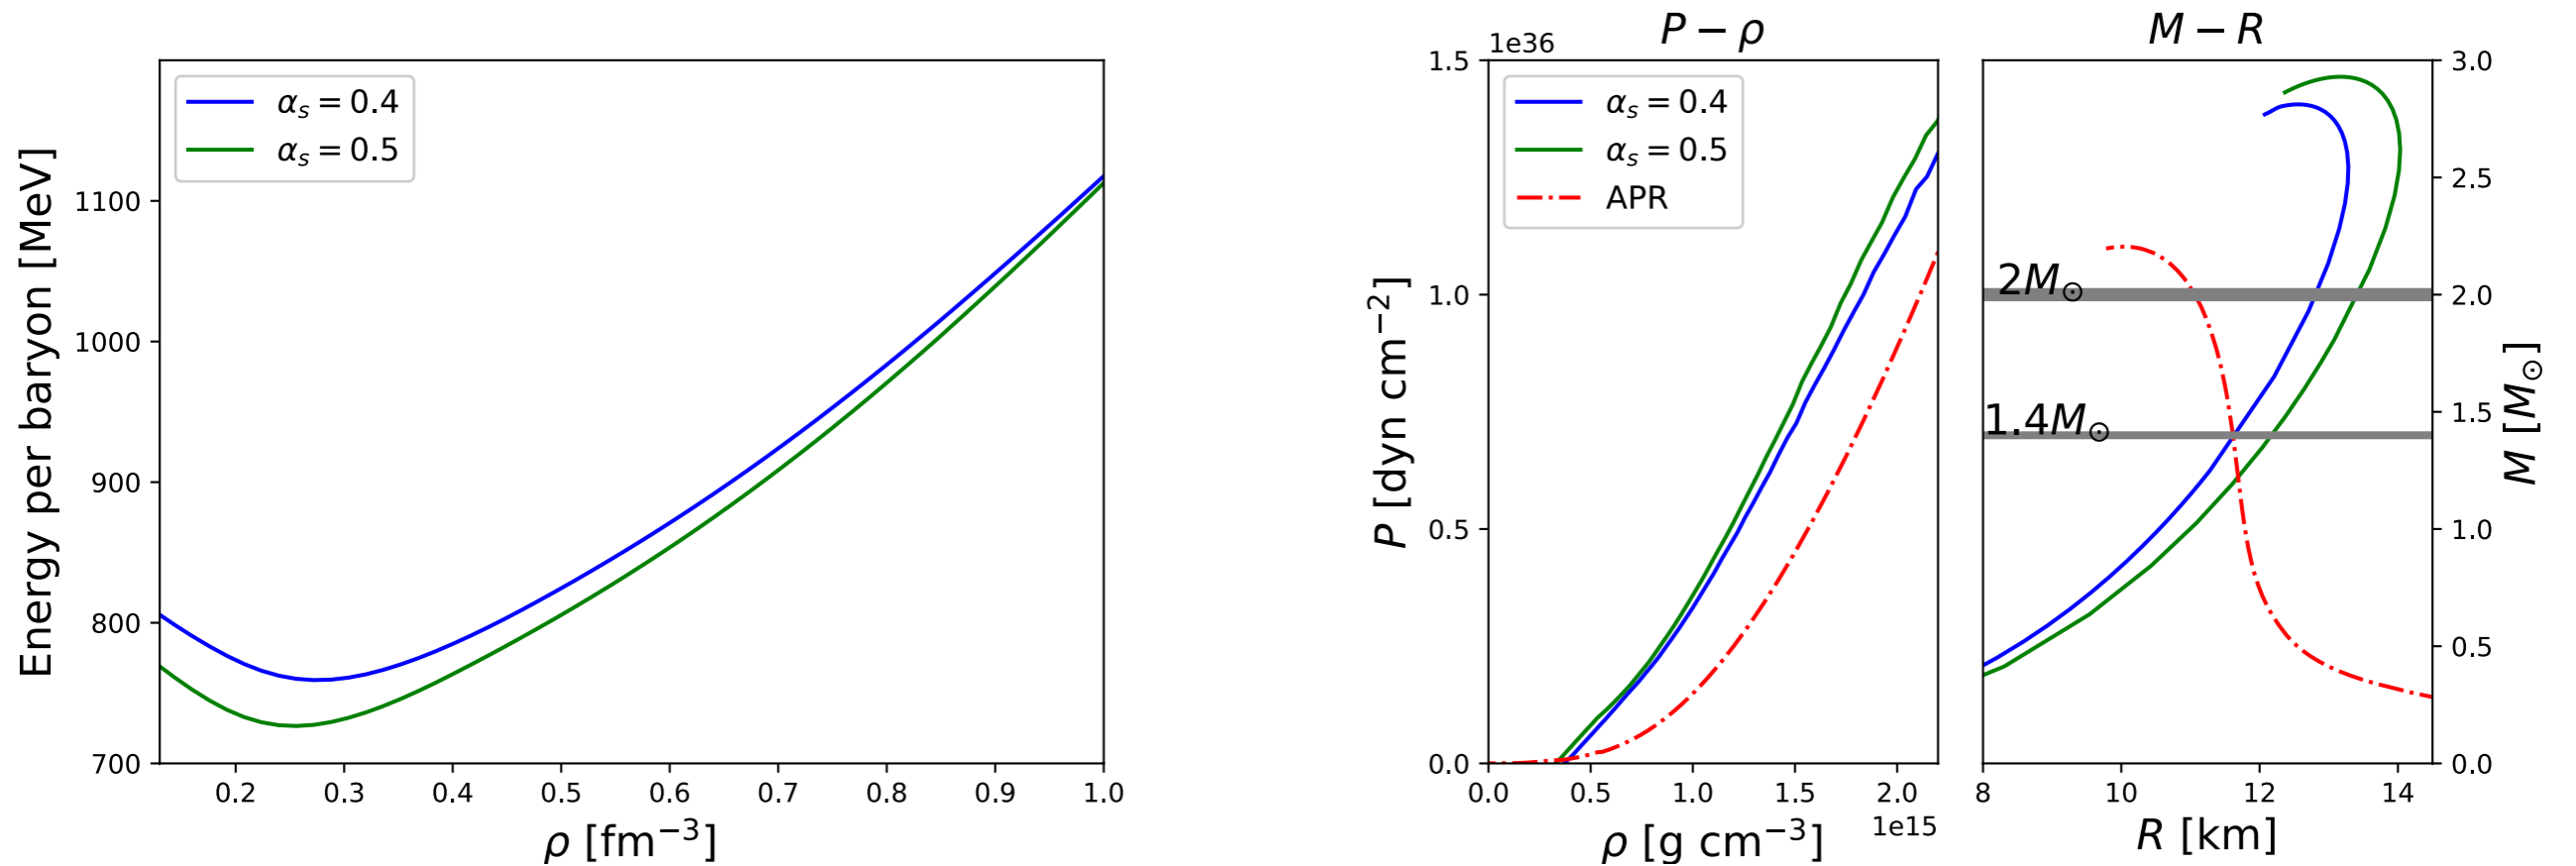 Energy per baryon [MeV]
1100
1000
900
800
700
α_s = 0.4
α_s = 0.5
0.2 0.3 0.4 0.5 0.6 0.7 0.8 0.9 1.0
ρ [fm⁻³]
P − ρ
1e36
P [dyn cm⁻²]
1.5
1.0
0.5
0.0
α_s = 0.4
α_s = 0.5
APR
0.0 0.5 1.0 1.5 2.0
1e15
ρ [g cm⁻³]
M − R
2M⊙
1.4M⊙
3.0
2.5
2.0
1.5
1.0
0.5
0.0
M [M⊙]
8 10 12 14
R [km]